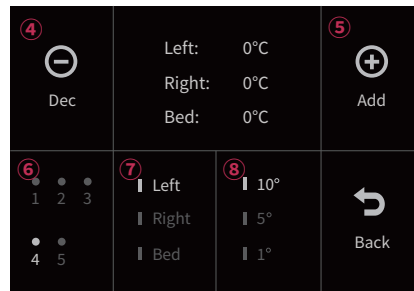 ④ ⑤
Left: 0°C
Right: 0°C
Bed: 0°C
Dec
Add
⑥ ⑦ ⑧
1 2 3
4 5
Left
Right
Bed
10°
5°
1°
Back